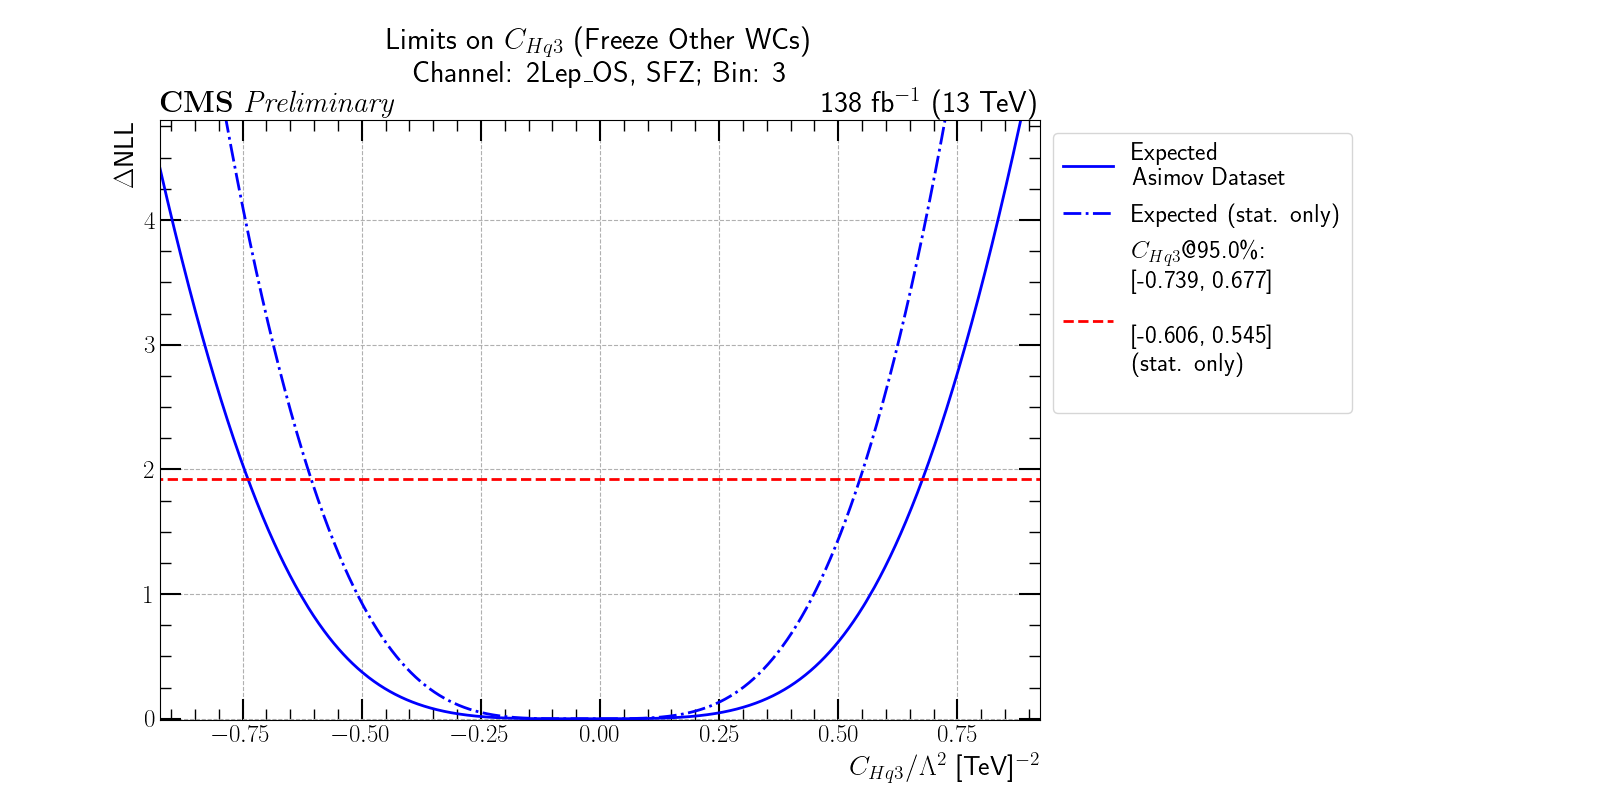 Limits on C_{Hq3} (Freeze Other WCs)
Channel: 2Lep_OS, SFZ; Bin: 3
CMS Preliminary
138 fb^{-1} (13 TeV)
ΔNLL
4
3
2
1
0
−0.75
−0.50
−0.25
0.00
0.25
0.50
0.75
C_{Hq3}/Λ^2 [TeV]^{-2}
Expected
Asimov Dataset
Expected (stat. only)
C_{Hq3}@95.0%:
[-0.739, 0.677]
[-0.606, 0.545]
(stat. only)